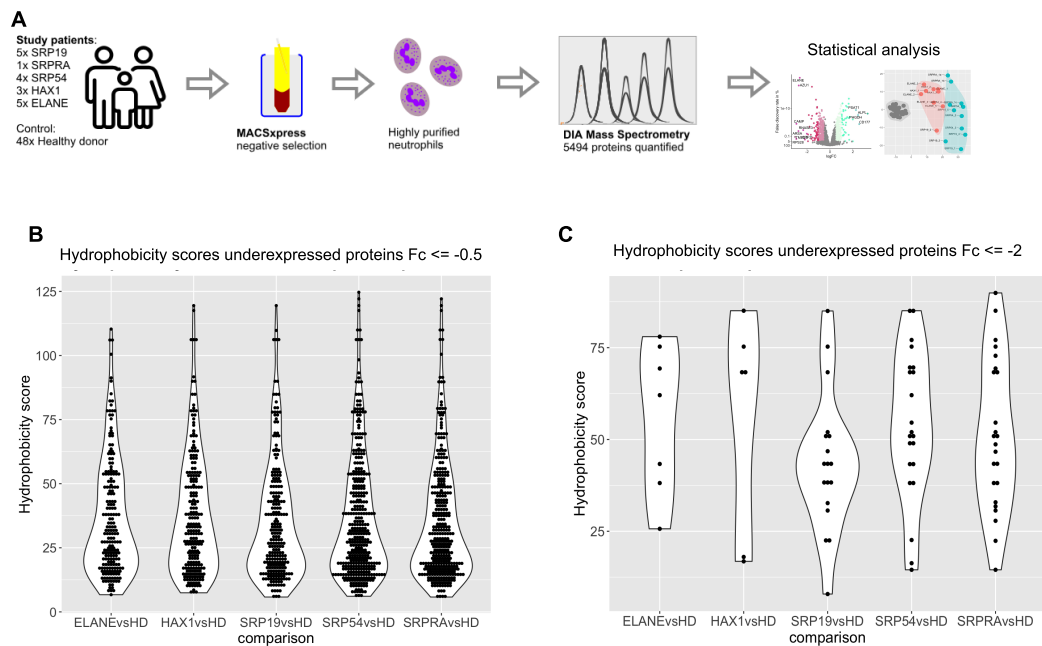 A
Study patients:
5x SRP19
1x SRPRA
4x SRP54
3x HAX1
5x ELANE
Control:
48x Healthy donor
MACSxpress
negative selection
Highly purified
neutrophils
DIA Mass Spectrometry
5494 proteins quantified
Statistical analysis
ELANE
logFC
B
Hydrophobicity scores underexpressed proteins Fc <= -0.5
Hydrophobicity score
125
100
75
50
25
0
ELANEvsHD HAX1vsHD SRP19vsHD SRP54vsHD SRPRAvsHD
comparison
C
Hydrophobicity scores underexpressed proteins Fc <= -2
Hydrophobicity score
75
50
25
ELANEvsHD HAX1vsHD SRP19vsHD SRP54vsHD SRPRAvsHD
comparison